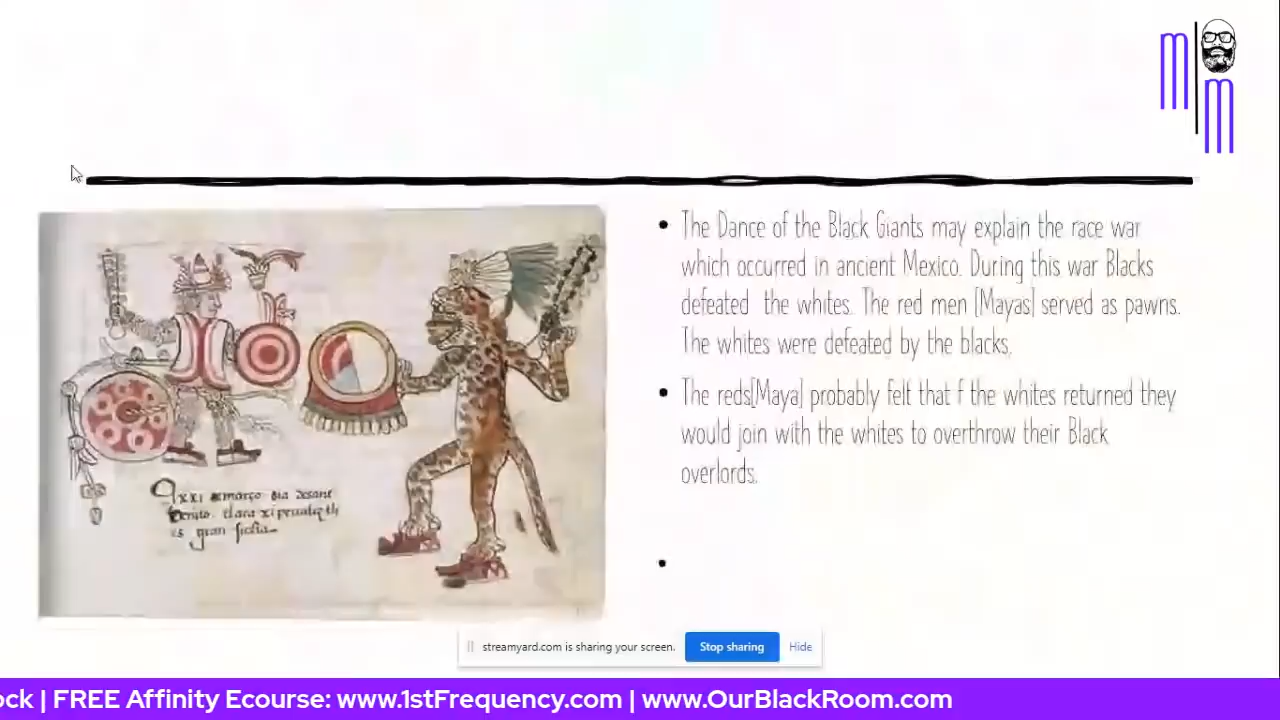 m
m
The Dance of the Black Giants may explain the race war
which occurred in ancient Mexico. During this war Blacks
defeated the whites. The red men [Mayas] served as pawns.
The whites were defeated by the blacks.
The reds[Maya] probably felt that f the whites returned they
would join with the whites to overthrow their Black
overlords.
es gran
streamyard.com is sharing your screen. Stop sharing Hide
ock | FREE Affinity Ecourse: www.1stFrequency.com | www.OurBlackRoom.com